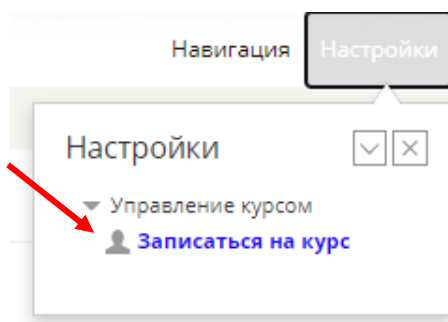 Навигация Настройки
Настройки
Управление курсом
Записаться на курс